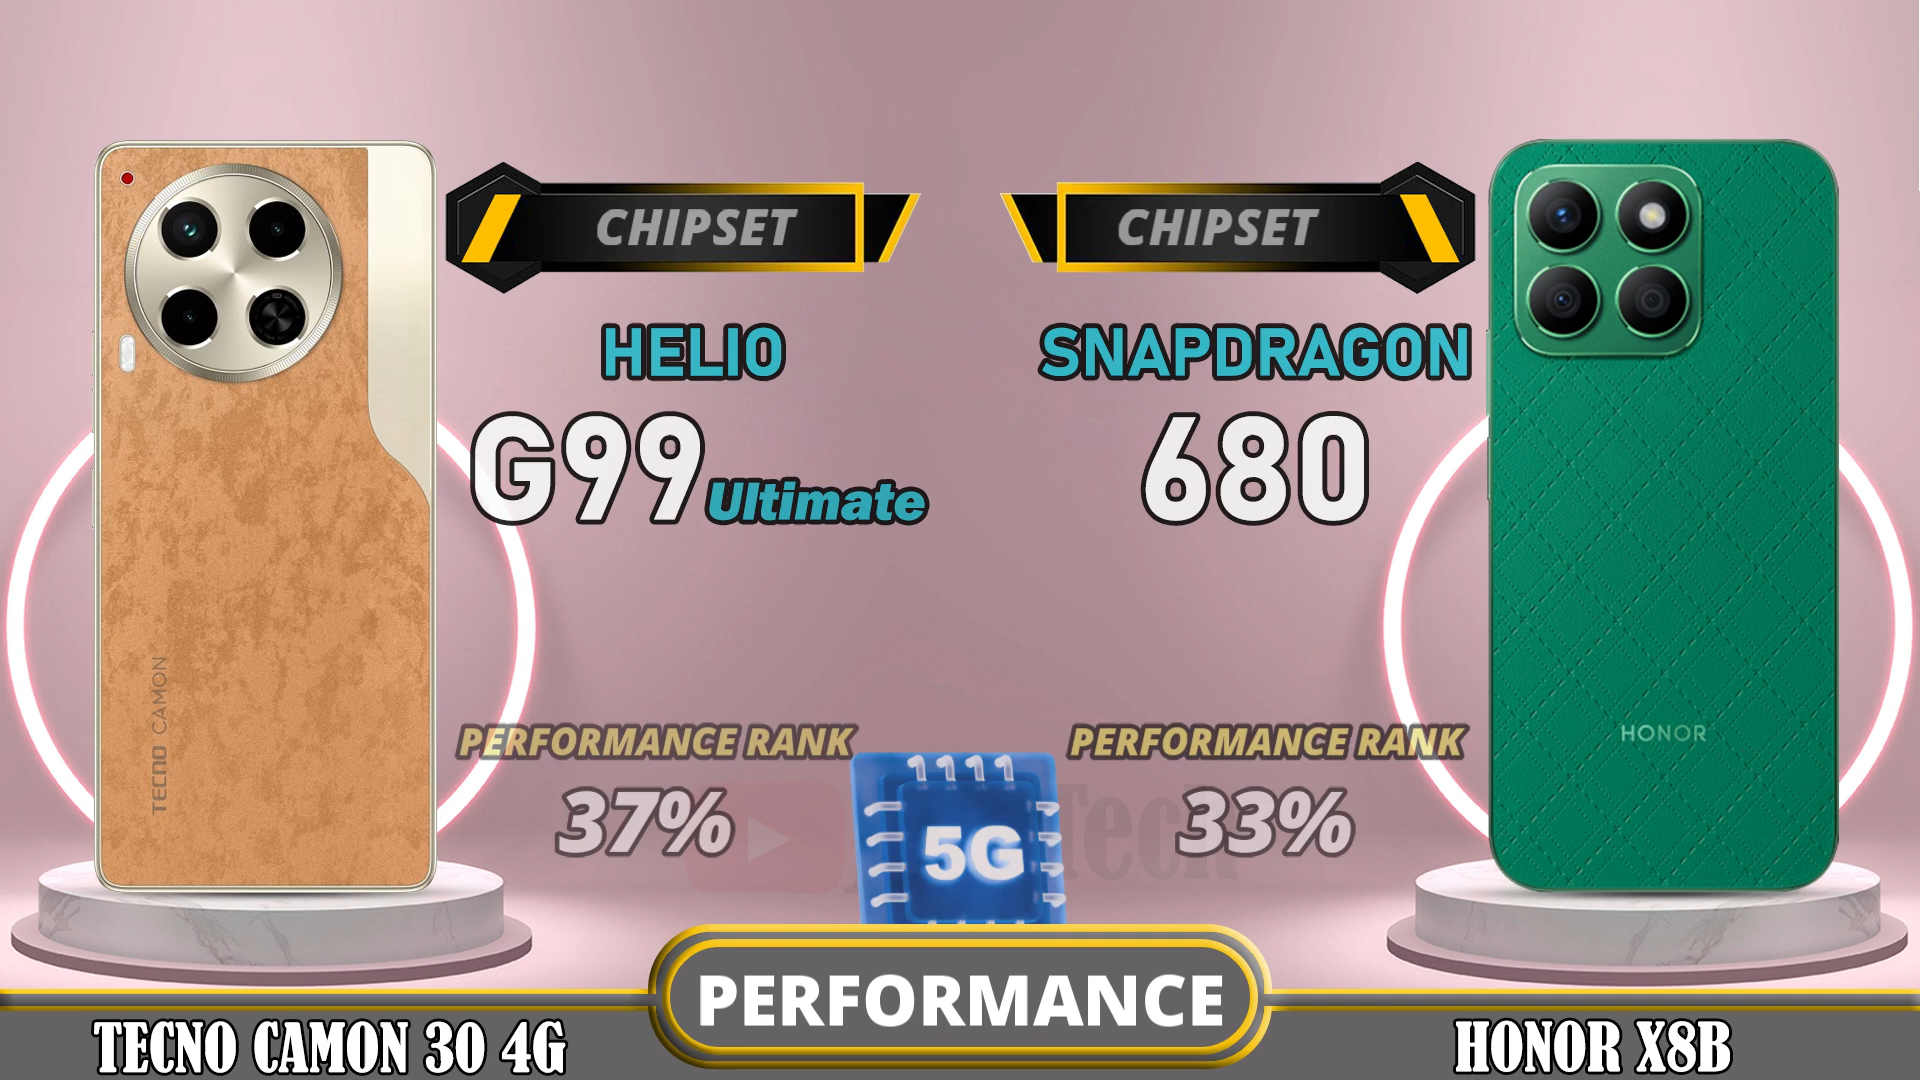 CHIPSET
CHIPSET
HELIO
SNAPDRAGON
G99 Ultimate
680
TECNO CAMON
HONOR
PERFORMANCE RANK
PERFORMANCE RANK
37%
33%
5G
PERFORMANCE
TECNO CAMON 30 4G
HONOR X8B